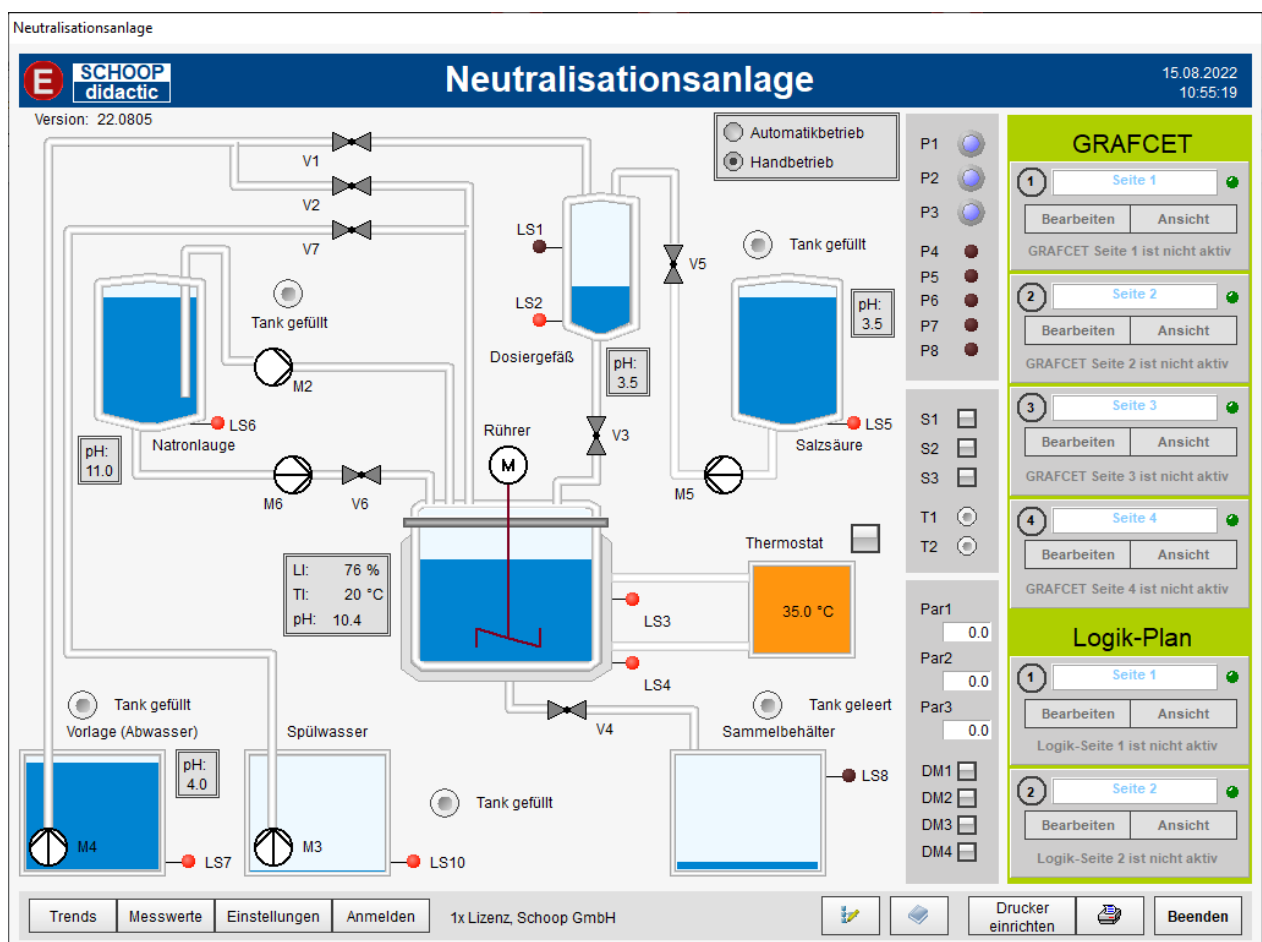 Neutralisationsanlage
E
SCHOOP
didactic
Neutralisationsanlage
15.08.2022
10:55:19
Version: 22.0805
V1
V2
V7
Automatikbetrieb
Handbetrieb
LS1
LS2
Dosiergefäß
pH:
3.5
V5
Tank gefüllt
pH:
3.5
LS5
Salzsäure
M5
Tank gefüllt
M2
LS6
Natronlauge
pH:
11.0
M6
V6
Rührer
M
V3
Thermostat
35.0 °C
LI: 76 %
TI: 20 °C
pH: 10.4
LS3
LS4
V4
Tank gefüllt
Vorlage (Abwasser)
pH:
4.0
M4
LS7
Spülwasser
Tank gefüllt
M3
LS10
Tank geleert
Sammelbehälter
LS8
P1
P2
P3
P4
P5
P6
P7
P8
S1
S2
S3
T1
T2
Par1
0.0
Par2
0.0
Par3
0.0
DM1
DM2
DM3
DM4
GRAFCET
1 Seite 1
Bearbeiten Ansicht
GRAFCET Seite 1 ist nicht aktiv
2 Seite 2
Bearbeiten Ansicht
GRAFCET Seite 2 ist nicht aktiv
3 Seite 3
Bearbeiten Ansicht
GRAFCET Seite 3 ist nicht aktiv
4 Seite 4
Bearbeiten Ansicht
GRAFCET Seite 4 ist nicht aktiv
Logik-Plan
1 Seite 1
Bearbeiten Ansicht
Logik-Seite 1 ist nicht aktiv
2 Seite 2
Bearbeiten Ansicht
Logik-Seite 2 ist nicht aktiv
Trends Messwerte Einstellungen Anmelden 1x Lizenz, Schoop GmbH
Drucker
einrichten
Beenden